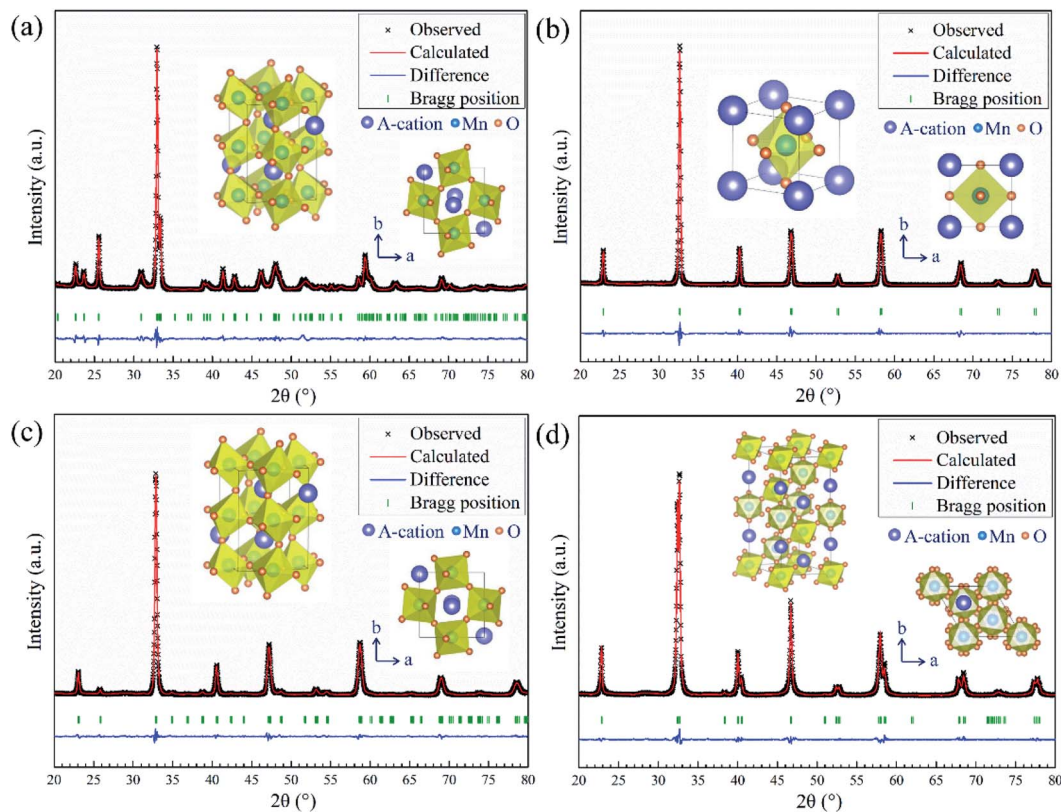 (a)
Observed
Calculated
Difference
Bragg position
A-cation Mn O
b
a
Intensity (a.u.)
20 25 30 35 40 45 50 55 60 65 70 75 80
2θ (°)
(b)
Observed
Calculated
Difference
Bragg position
A-cation Mn O
b
a
Intensity (a.u.)
20 25 30 35 40 45 50 55 60 65 70 75 80
2θ (°)
(c)
Observed
Calculated
Difference
Bragg position
A-cation Mn O
b
a
Intensity (a.u.)
20 25 30 35 40 45 50 55 60 65 70 75 80
2θ (°)
(d)
Observed
Calculated
Difference
Bragg position
A-cation Mn O
b
a
Intensity (a.u.)
20 25 30 35 40 45 50 55 60 65 70 75 80
2θ (°)